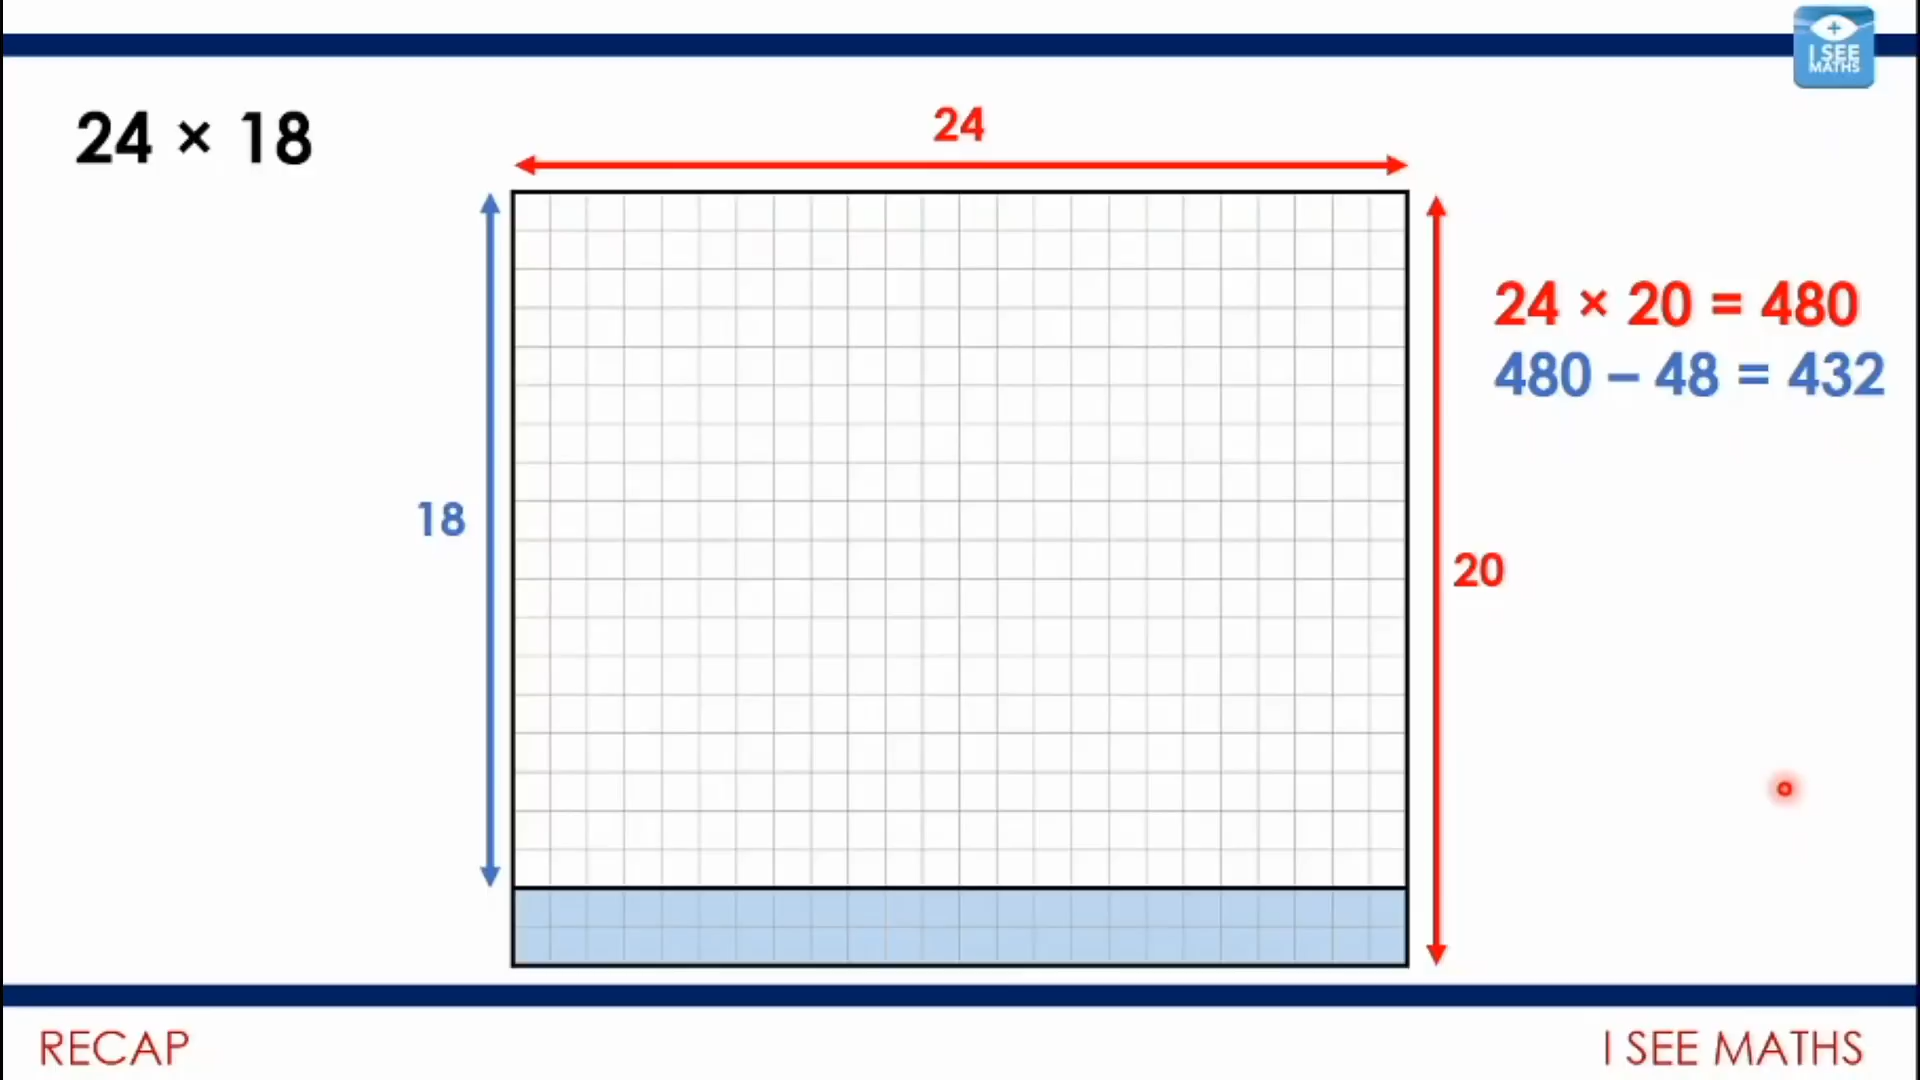 I SEE
MATHS
24 × 18
24
18
20
24 × 20 = 480
480 – 48 = 432
RECAP
I SEE MATHS